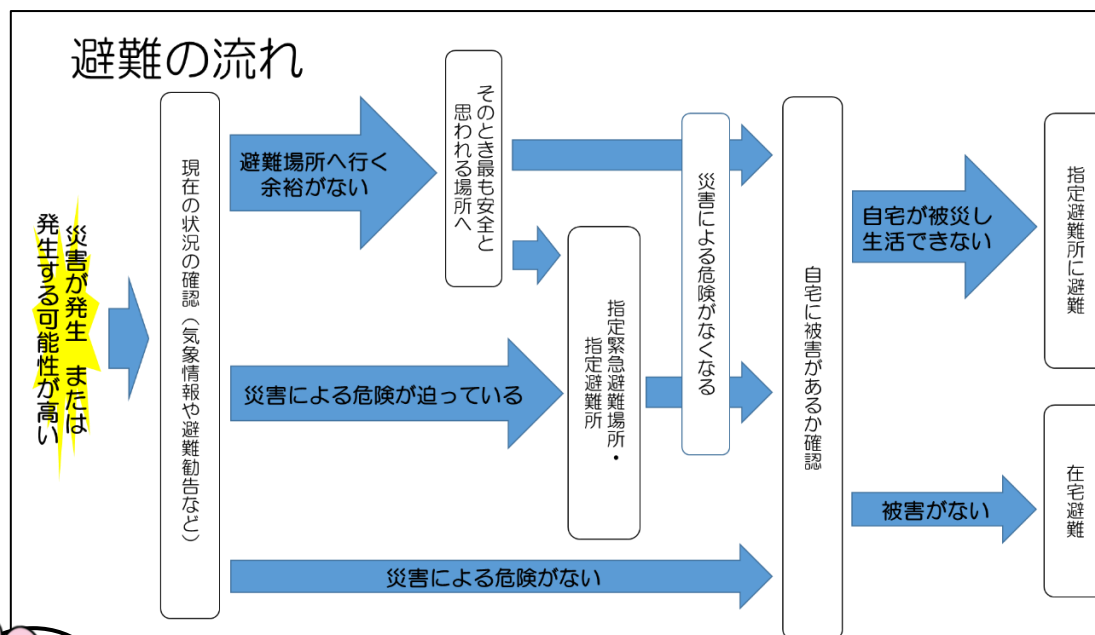 避難の流れ
災害が発生　または
発生する可能性が高い
現在の状況の確認（気象情報や避難勧告など）
避難場所へ行く
余裕がない
そのとき最も安全と
思われる場所へ
災害による危険が迫っている
指定緊急避難場所・
指定避難所
災害による危険がない
災害による危険がなくなる
自宅に被害があるか確認
自宅が被災し
生活できない
指定避難所に避難
被害がない
在宅避難